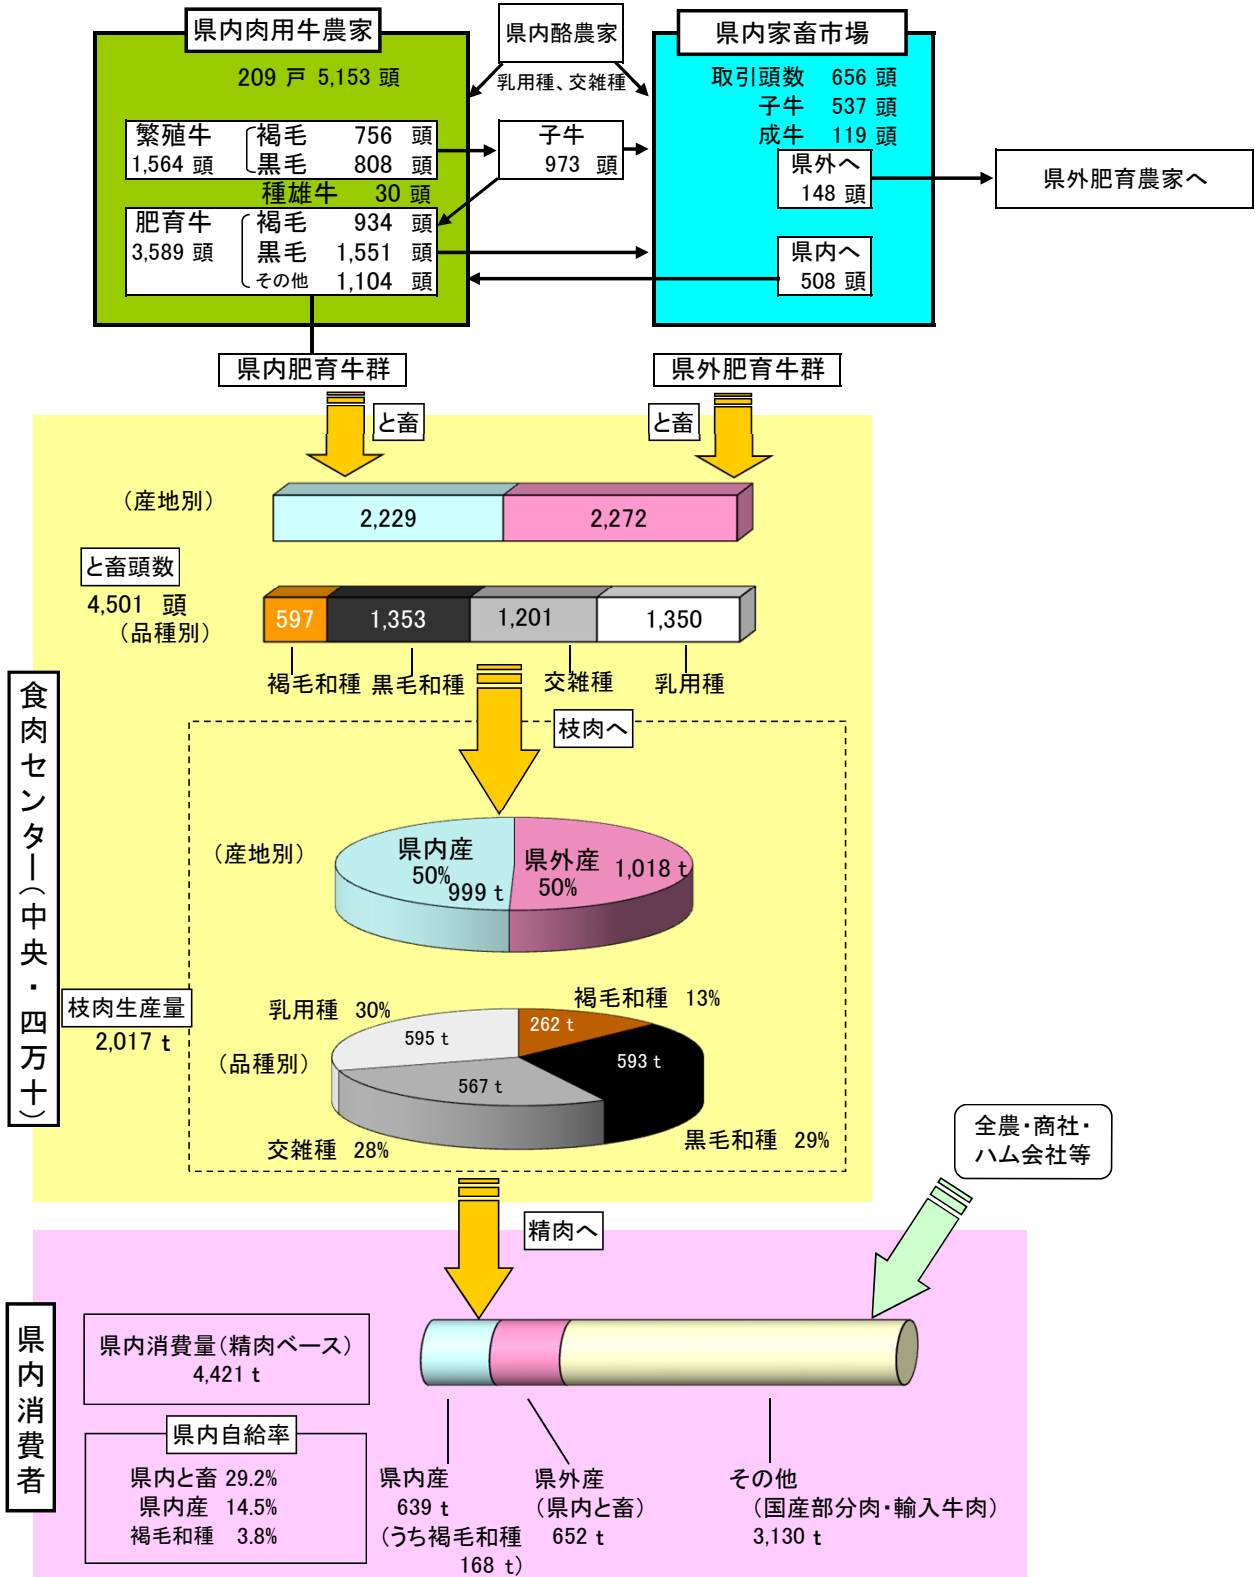 県内肉用牛農家
209 戸 5,153 頭
繁殖牛
1,564 頭
褐毛 756 頭
黒毛 808 頭
種雄牛 30 頭
肥育牛
3,589 頭
褐毛 934 頭
黒毛 1,551 頭
その他 1,104 頭
県内酪農家
乳用種、交雑種
子牛
973 頭
県内家畜市場
取引頭数 656 頭
子牛 537 頭
成牛 119 頭
県外へ
148 頭
県内へ
508 頭
県外肥育農家へ
県内肥育牛群
県外肥育牛群
と畜
と畜
（産地別）
2,229
2,272
と畜頭数
4,501 頭
（品種別）
597
1,353
1,201
1,350
褐毛和種
黒毛和種
交雑種
乳用種
食肉センター（中央・四万十）
枝肉へ
（産地別）
県内産
50%
999 t
県外産
50%
1,018 t
枝肉生産量
2,017 t
（品種別）
乳用種 30%
595 t
褐毛和種 13%
262 t
593 t
567 t
交雑種 28%
黒毛和種 29%
全農・商社・
ハム会社等
精肉へ
県内消費者
県内消費量（精肉ベース）
4,421 t
県内自給率
県内と畜 29.2%
県内産 14.5%
褐毛和種 3.8%
県内産
639 t
（うち褐毛和種
168 t）
県外産
（県内と畜）
652 t
その他
（国産部分肉・輸入牛肉）
3,130 t